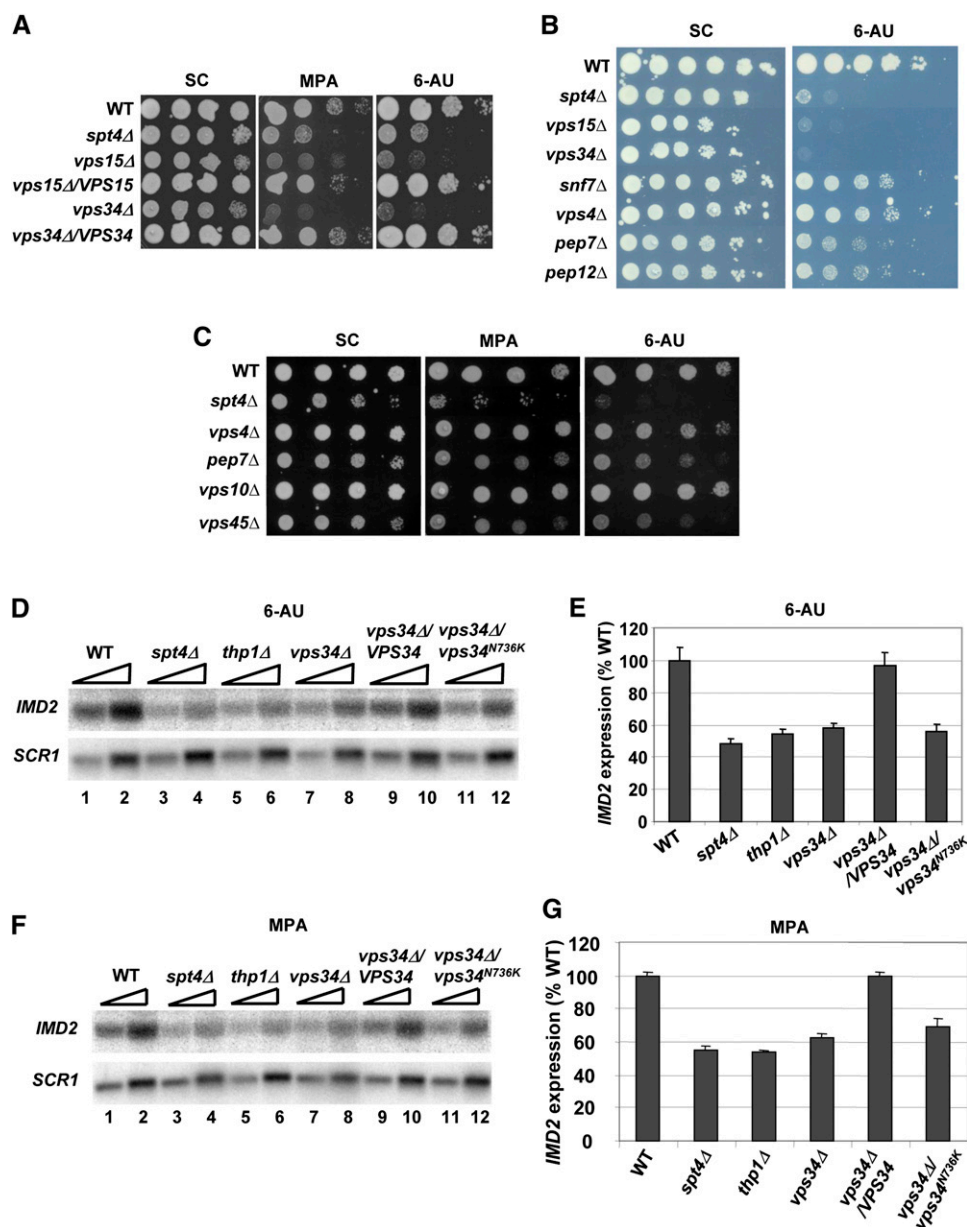 A
SC MPA 6-AU
WT
spt4Δ
vps15Δ
vps15Δ/VPS15
vps34Δ
vps34Δ/VPS34
B
SC 6-AU
WT
spt4Δ
vps15Δ
vps34Δ
snf7Δ
vps4Δ
pep7Δ
pep12Δ
C
SC MPA 6-AU
WT
spt4Δ
vps4Δ
pep7Δ
vps10Δ
vps45Δ
D
6-AU
WT spt4Δ thp1Δ vps34Δ vps34Δ/VPS34 vps34Δ/vps34N736K
IMD2
SCR1
1 2 3 4 5 6 7 8 9 10 11 12
E
6-AU
IMD2 expression (% WT)
120
100
80
60
40
20
0
WT spt4Δ thp1Δ vps34Δ vps34Δ/VPS34 vps34Δ/vps34N736K
F
MPA
WT spt4Δ thp1Δ vps34Δ vps34Δ/VPS34 vps34Δ/vps34N736K
IMD2
SCR1
1 2 3 4 5 6 7 8 9 10 11 12
G
MPA
IMD2 expression (% WT)
120
100
80
60
40
20
0
WT spt4Δ thp1Δ vps34Δ vps34Δ/VPS34 vps34Δ/vps34N736K